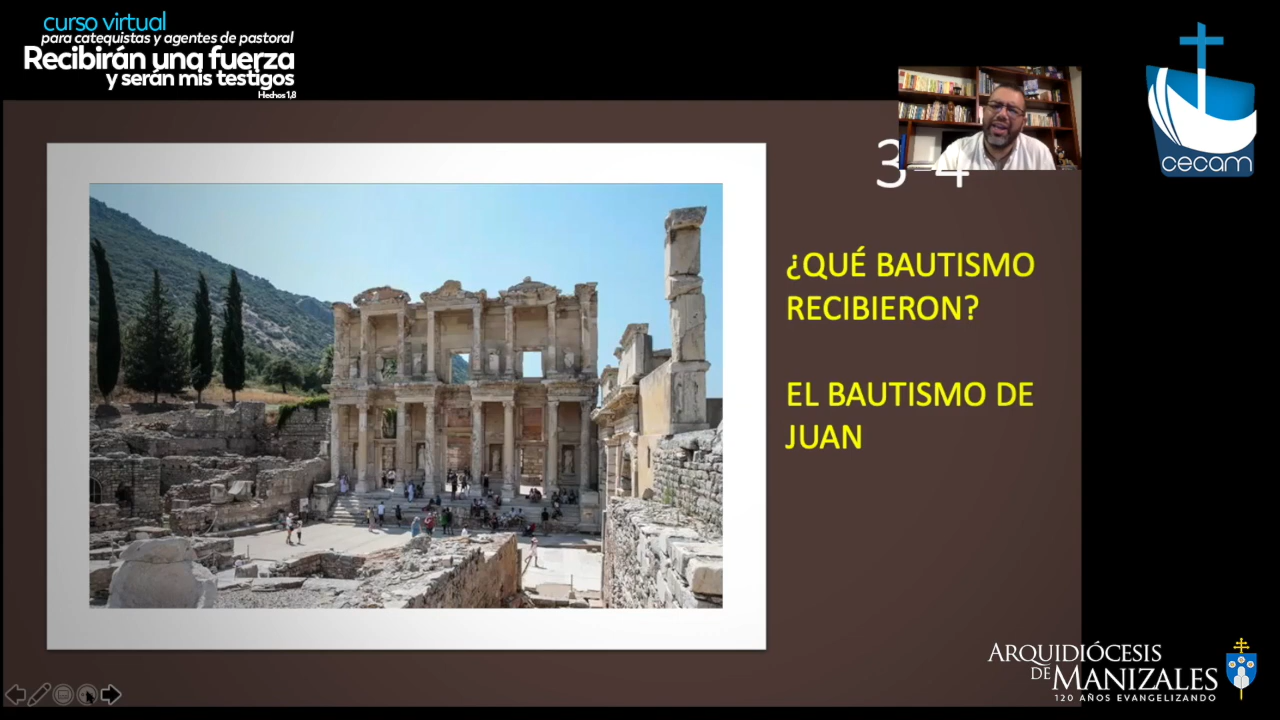 curso virtual
para catequistas y agentes de pastoral
Recibirán una fuerza
y serán mis testigos
Hechos 1,8
cecam
3-4
¿QUÉ BAUTISMO
RECIBIERON?
EL BAUTISMO DE
JUAN
ARQUIDIÓCESIS
DE MANIZALES
120 AÑOS EVANGELIZANDO